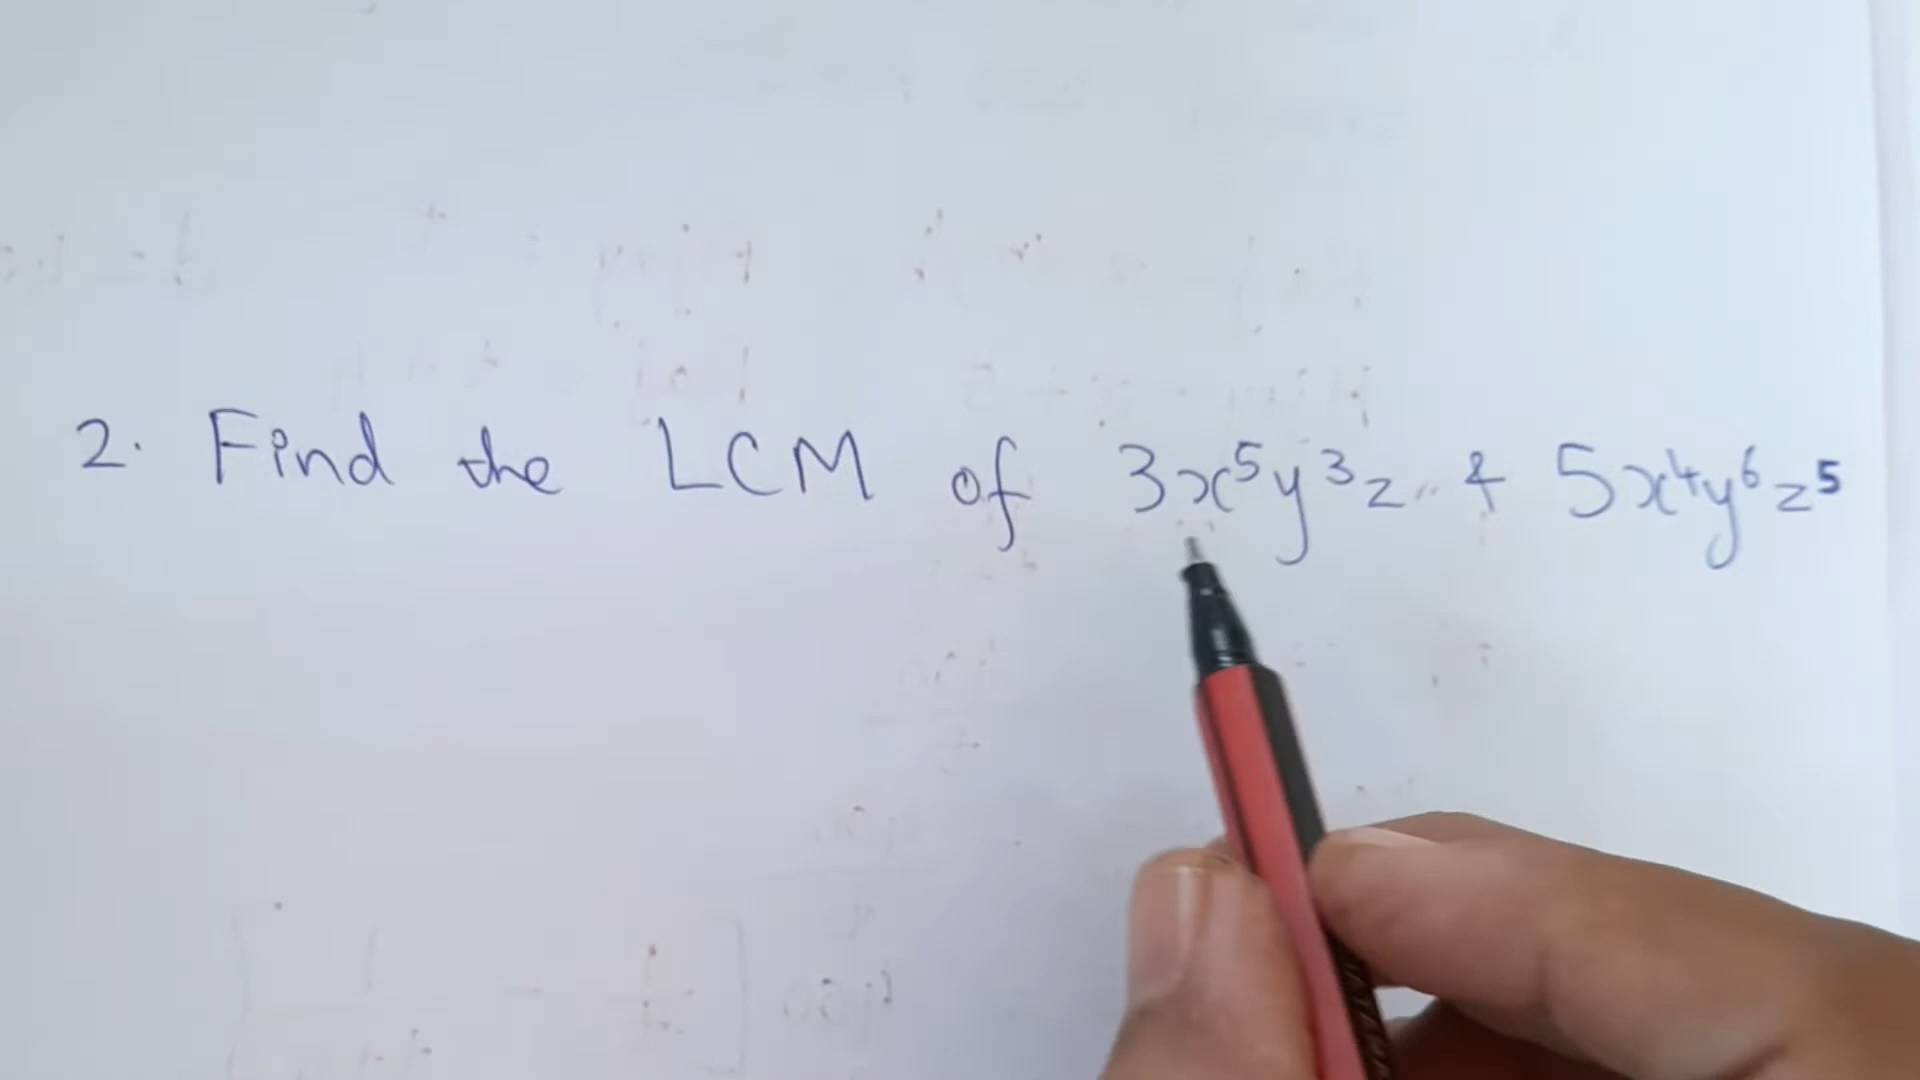 2. Find the LCM of 3x⁵y³z & 5x⁴y⁶z⁵